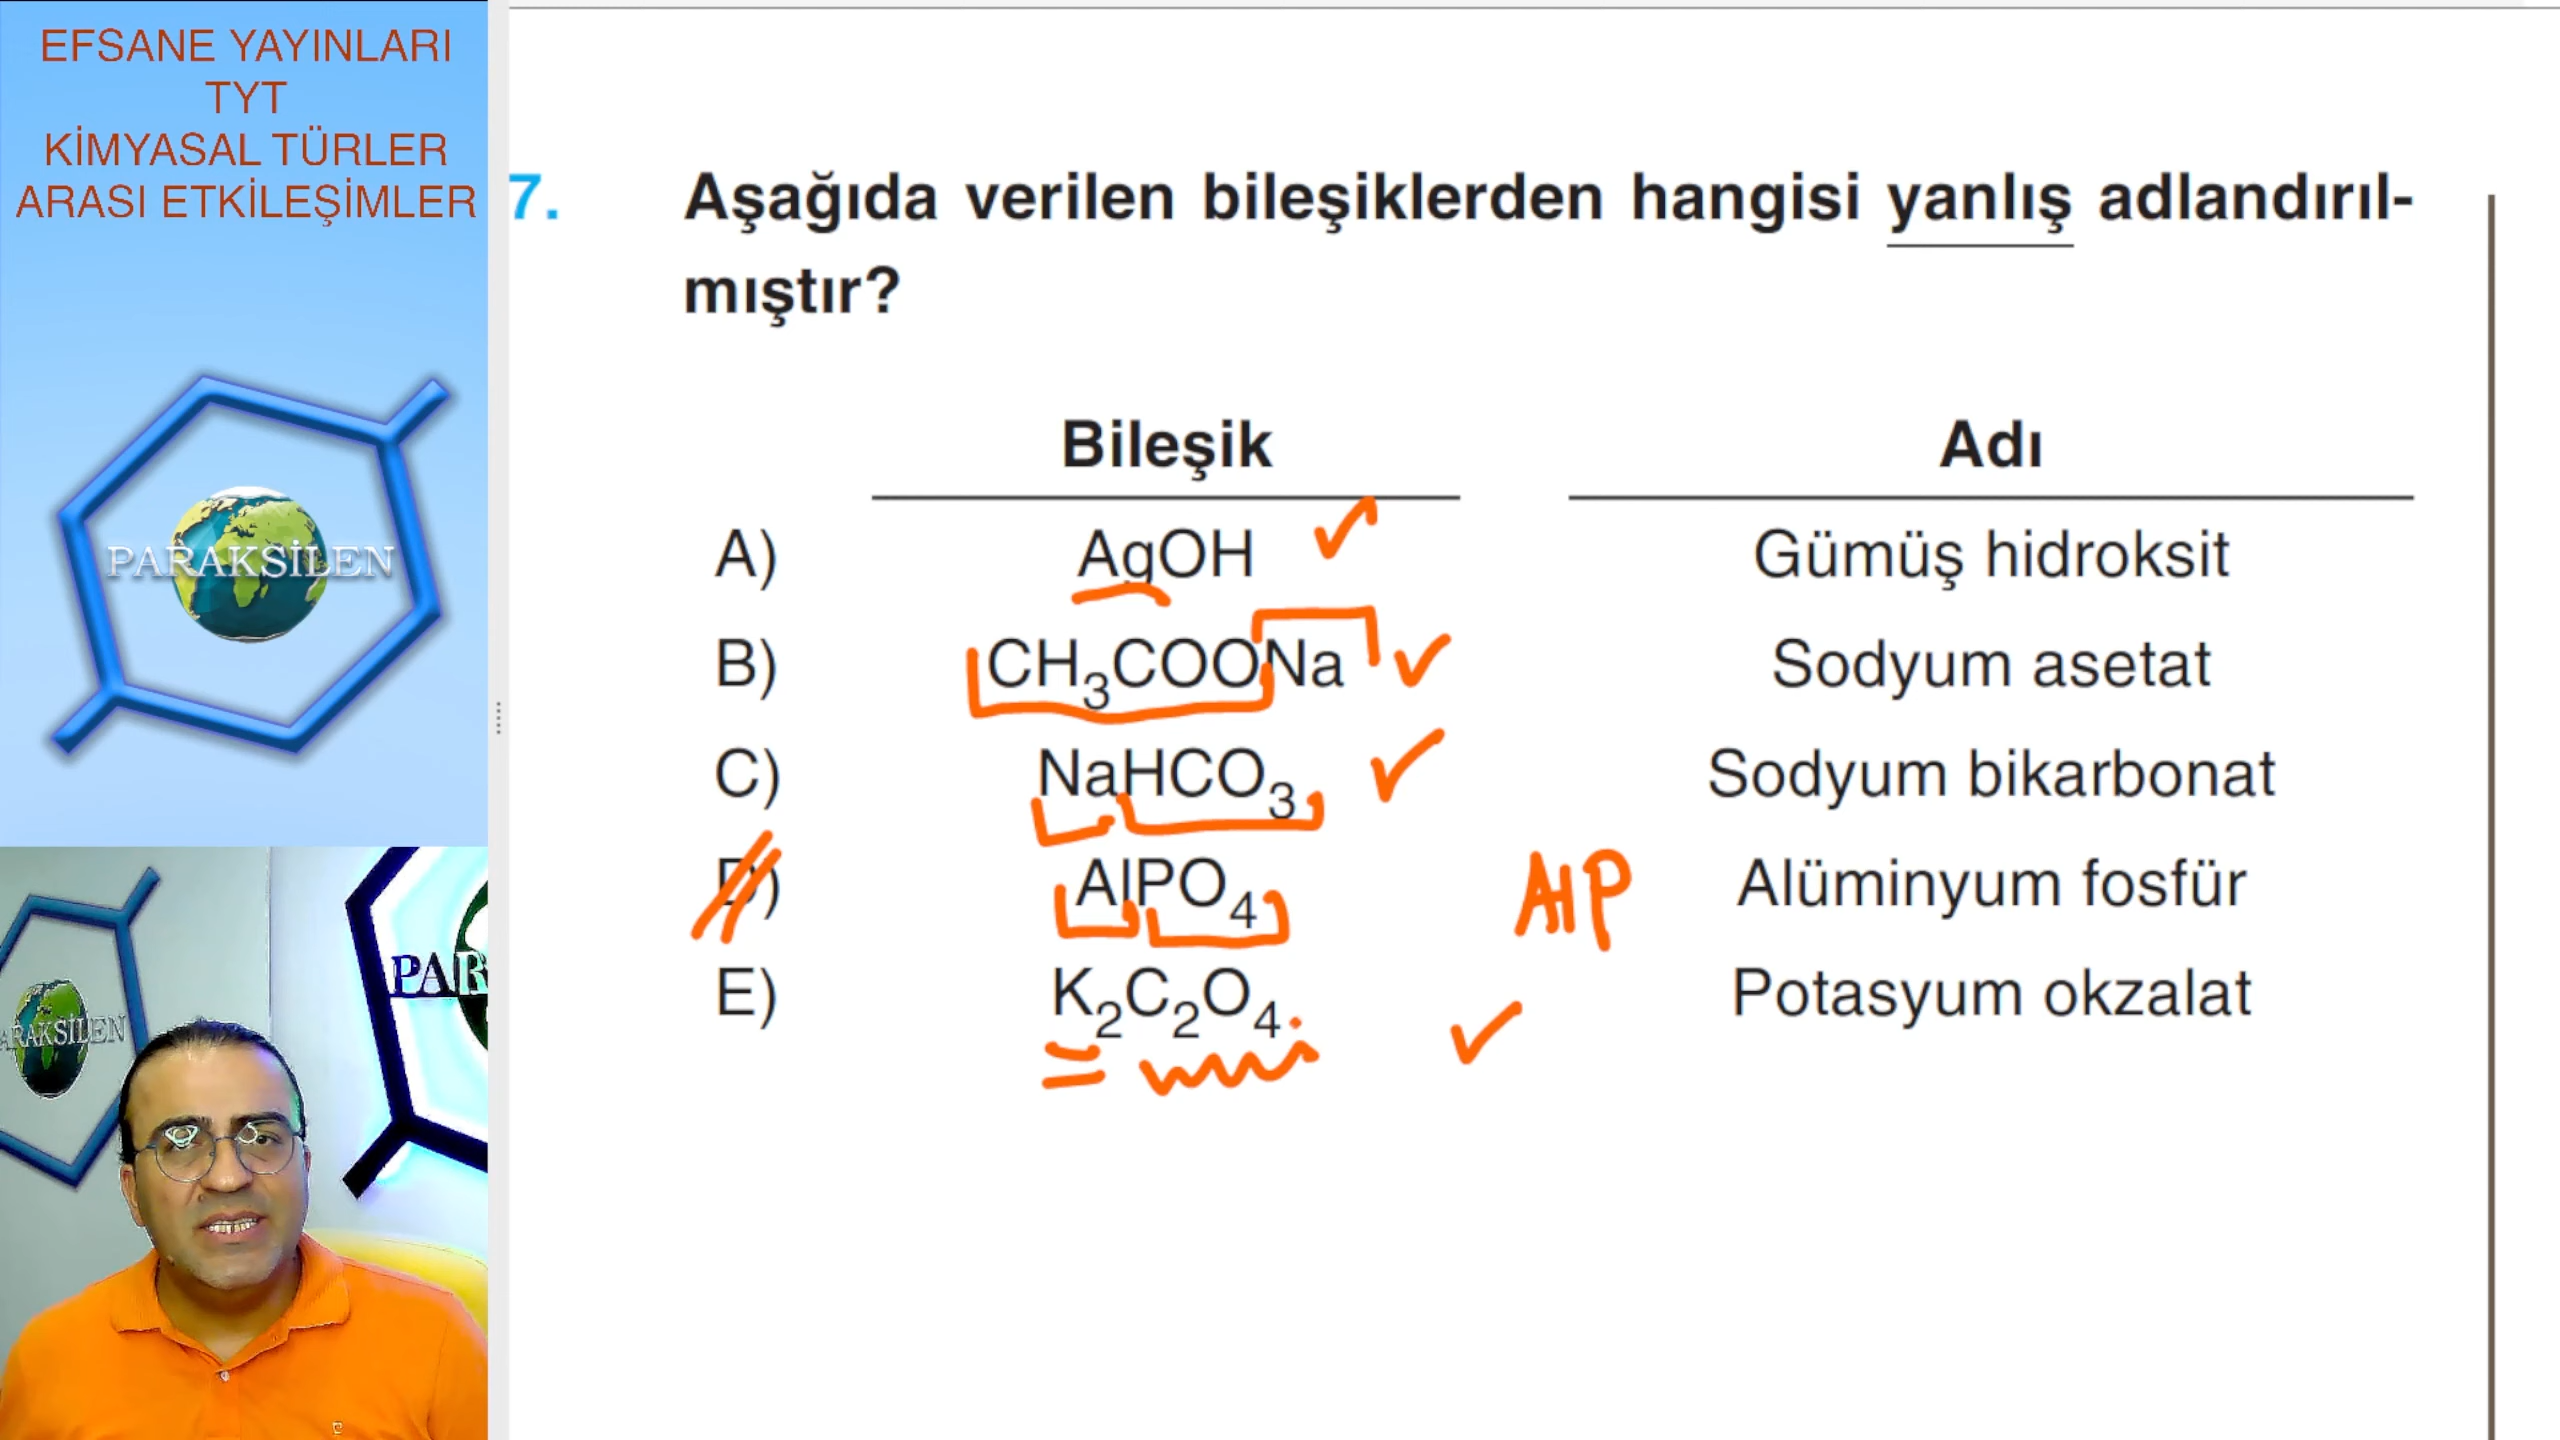 EFSANE YAYINLARI
TYT
KİMYASAL TÜRLER
ARASI ETKİLEŞİMLER
PARAKSİLEN
ARAKSİLEN
PAR
7. Aşağıda verilen bileşiklerden hangisi yanlış adlandırıl-
mıştır?
Bileşik Adı
A) AgOH Gümüş hidroksit
B) CH₃COONa Sodyum asetat
C) NaHCO₃ Sodyum bikarbonat
D) AlPO₄ AlP Alüminyum fosfür
E) K₂C₂O₄ Potasyum okzalat